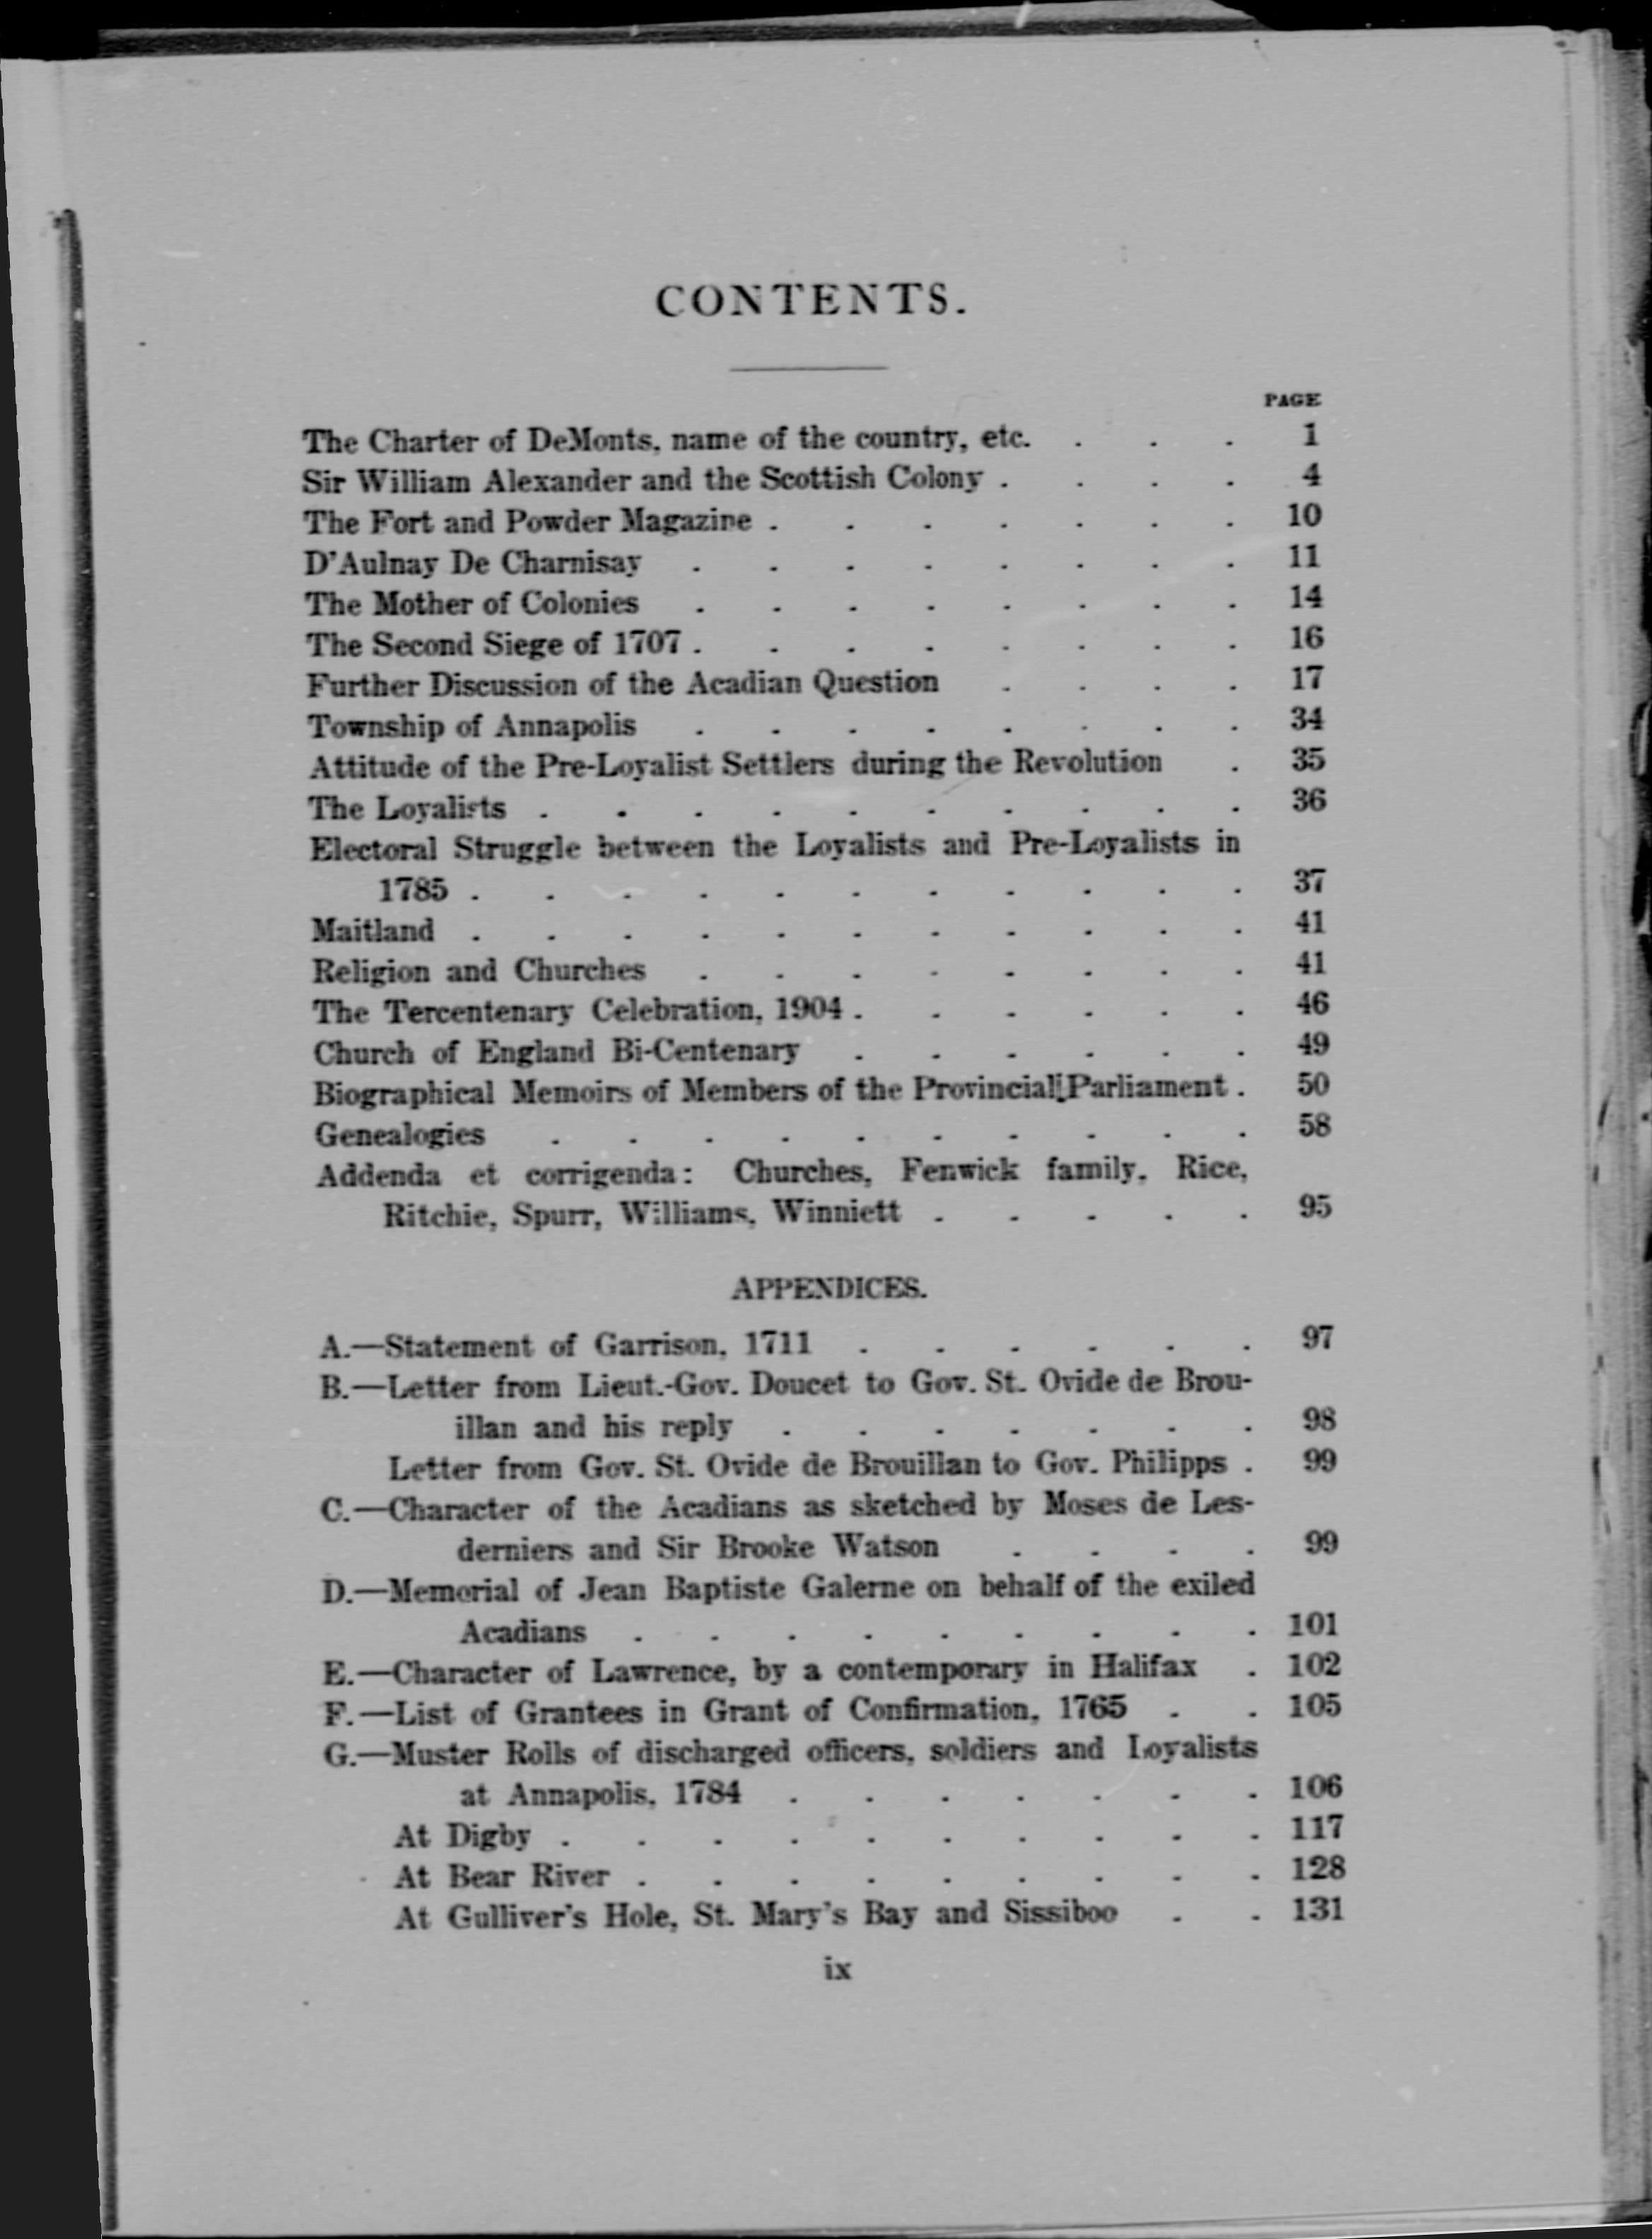 CONTENTS.
PAGE
The Charter of DeMonts, name of the country, etc. . . . 1
Sir William Alexander and the Scottish Colony . . . . 4
The Fort and Powder Magazine . . . . . . . 10
D'Aulnay De Charnisay . . . . . . . . 11
The Mother of Colonies . . . . . . . . 14
The Second Siege of 1707 . . . . . . . . 16
Further Discussion of the Acadian Question . . . . 17
Township of Annapolis . . . . . . . . 34
Attitude of the Pre-Loyalist Settlers during the Revolution . 35
The Loyalists . . . . . . . . . . 36
Electoral Struggle between the Loyalists and Pre-Loyalists in
1785 . . . . . . . . . . . 37
Maitland . . . . . . . . . . . 41
Religion and Churches . . . . . . . . 41
The Tercentenary Celebration, 1904 . . . . . . 46
Church of England Bi-Centenary . . . . . . 49
Biographical Memoirs of Members of the Provincial Parliament . 50
Genealogies . . . . . . . . . . 58
Addenda et corrigenda: Churches, Fenwick family, Rice,
Ritchie, Spurr, Williams, Winniett . . . . . 95
APPENDICES.
A.—Statement of Garrison, 1711 . . . . . . 97
B.—Letter from Lieut.-Gov. Doucet to Gov. St. Ovide de Brou-
illan and his reply . . . . . . . 98
Letter from Gov. St. Ovide de Brouillan to Gov. Philipps . 99
C.—Character of the Acadians as sketched by Moses de Les-
derniers and Sir Brooke Watson . . . . 99
D.—Memorial of Jean Baptiste Galerne on behalf of the exiled
Acadians . . . . . . . . . 101
E.—Character of Lawrence, by a contemporary in Halifax . 102
F.—List of Grantees in Grant of Confirmation, 1765 . . 105
G.—Muster Rolls of discharged officers, soldiers and Loyalists
at Annapolis, 1784 . . . . . . . 106
At Digby . . . . . . . . . . 117
At Bear River . . . . . . . . . 128
At Gulliver's Hole, St. Mary's Bay and Sissiboo . . 131
ix